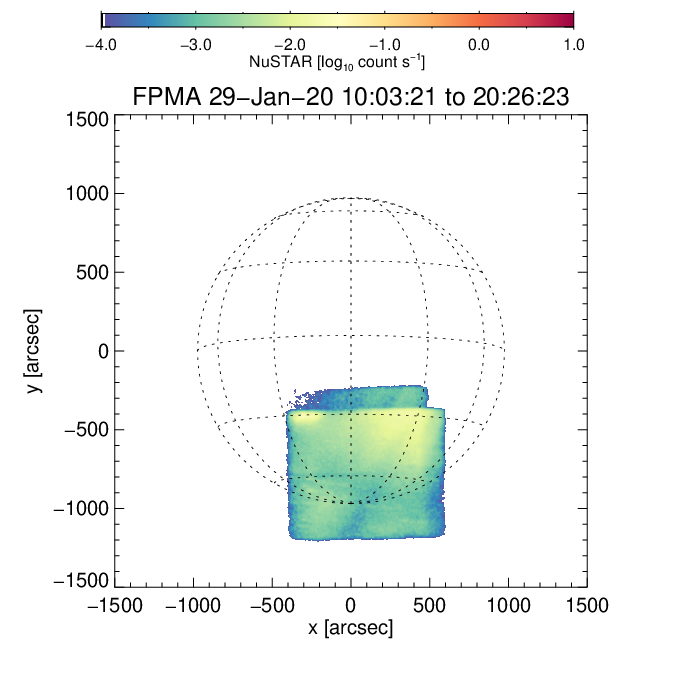 −4.0 −3.0 −2.0 −1.0 0.0 1.0
NuSTAR [log₁₀ count s⁻¹]
FPMA 29−Jan−20 10:03:21 to 20:26:23
1500
1000
500
0
−500
−1000
−1500
y [arcsec]
−1500 −1000 −500 0 500 1000 1500
x [arcsec]